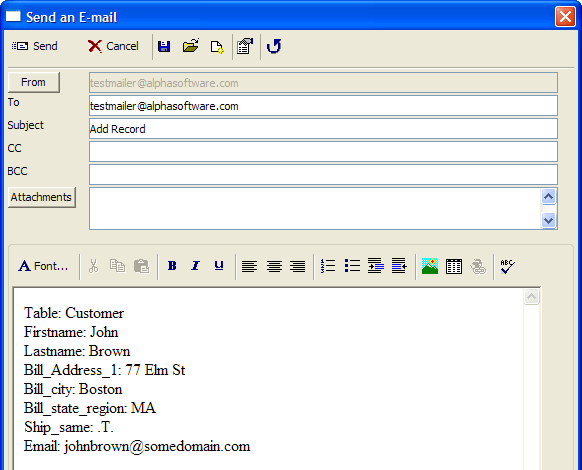 Send an E-mail
Send Cancel
From testmailer@alphasoftware.com
To testmailer@alphasoftware.com
Subject Add Record
CC
BCC
Attachments
A Font... B I U ABC
Table: Customer
Firstname: John
Lastname: Brown
Bill_Address_1: 77 Elm St
Bill_city: Boston
Bill_state_region: MA
Ship_same: .T.
Email: johnbrown@somedomain.com